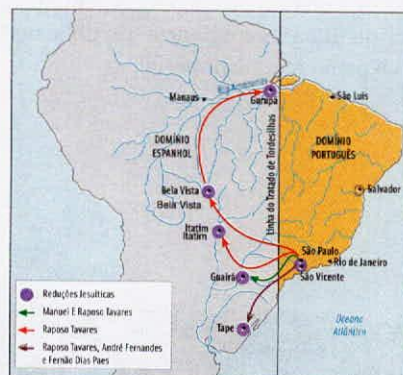 Rio Amazonas
Manaus
Gurupá
São Luís
DOMÍNIO
ESPANHOL
Linha do Tratado de Tordesilhas
DOMÍNIO
PORTUGUÊS
Bela Vista
Belir Vista
Salvador
Itatim
Itatim
São Paulo
Rio de Janeiro
Guairá
São Vicente
Tape
Oceano
Atlântico
Reduções Jesuíticas
Manuel E Raposo Tavares
Raposo Tavares
Raposo Tavares, André Fernandes
e Fernão Dias Paes